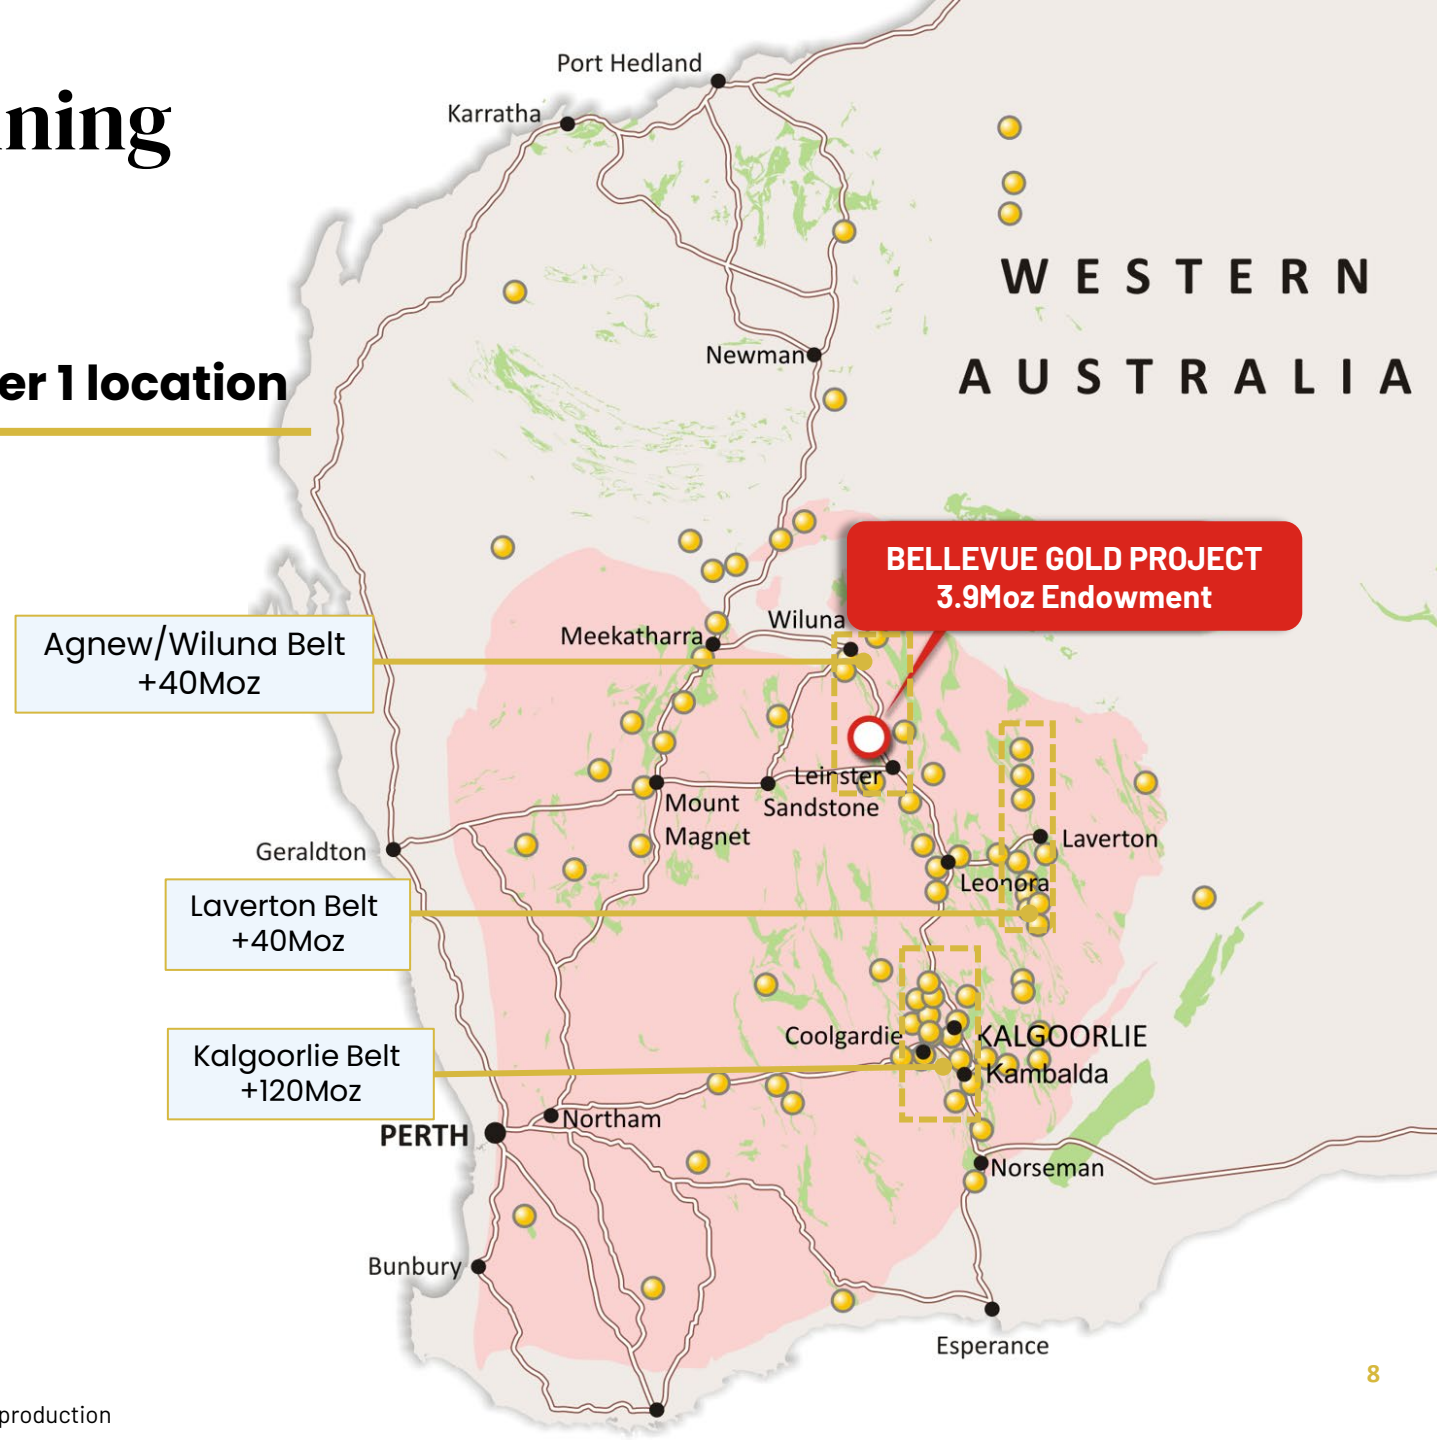 ning
er 1 location
Port Hedland
Karratha
WESTERN
AUSTRALIA
Newman
BELLEVUE GOLD PROJECT
3.9Moz Endowment
Wiluna
Meekatharra
Agnew/Wiluna Belt
+40Moz
Leinster
Sandstone
Mount
Magnet
Laverton
Geraldton
Leonora
Laverton Belt
+40Moz
Coolgardie
KALGOORLIE
Kambalda
Kalgoorlie Belt
+120Moz
Northam
PERTH
Norseman
Bunbury
Esperance
8
production